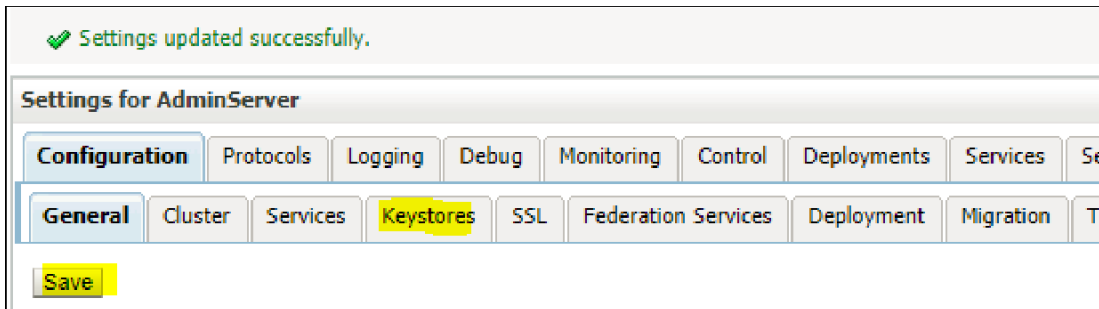 Settings updated successfully.
Settings for AdminServer
Configuration Protocols Logging Debug Monitoring Control Deployments Services
General Cluster Services Keystores SSL Federation Services Deployment Migration
Save